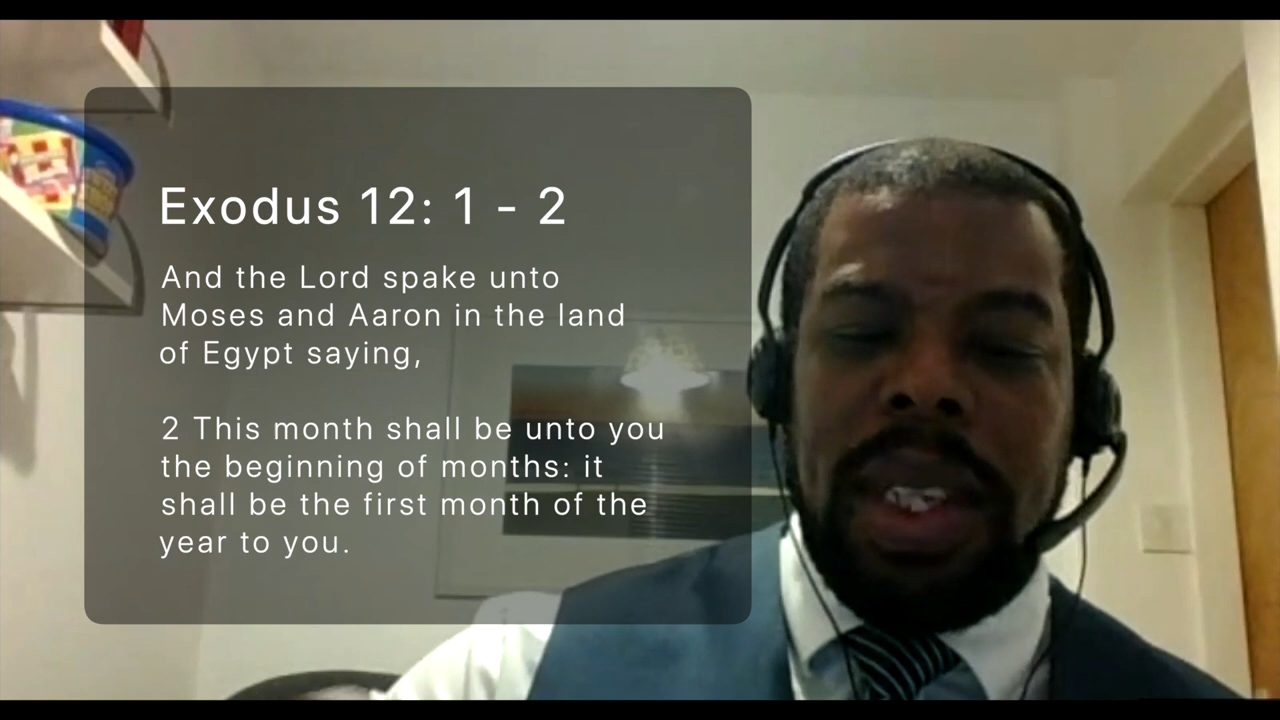 Exodus 12: 1 - 2
And the Lord spake unto
Moses and Aaron in the land
of Egypt saying,
2 This month shall be unto you
the beginning of months: it
shall be the first month of the
year to you.